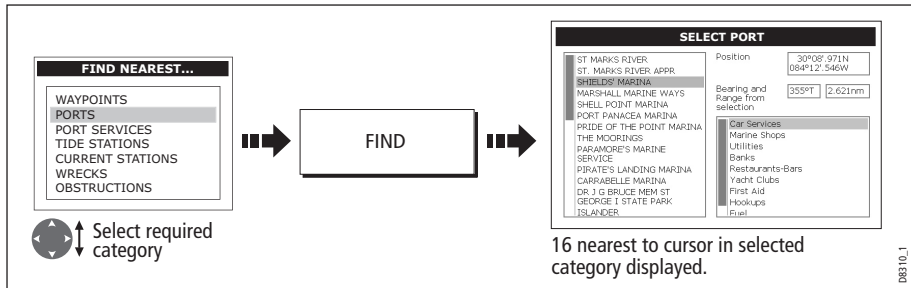 FIND NEAREST...
WAYPOINTS
PORTS
PORT SERVICES
TIDE STATIONS
CURRENT STATIONS
WRECKS
OBSTRUCTIONS
Select required
category
FIND
SELECT PORT
ST MARKS RIVER
ST. MARKS RIVER APPR
SHIELDS' MARINA
MARSHALL MARINE WAYS
SHELL POINT MARINA
PORT PANACEA MARINA
PRIDE OF THE POINT MARINA
THE MOORINGS
PARAMORE'S MARINE
SERVICE
PIRATE'S LANDING MARINA
CARRABELLE MARINA
DR J G BRUCE MEM ST
GEORGE I STATE PARK
ISLANDER
Position
30°08'.971N
084°12'.546W
Bearing and
Range from
selection
355ºT
2.621nm
Car Services
Marine Shops
Utilities
Banks
Restaurants-Bars
Yacht Clubs
First Aid
Hookups
Fuel
16 nearest to cursor in selected
category displayed.
D8310_1